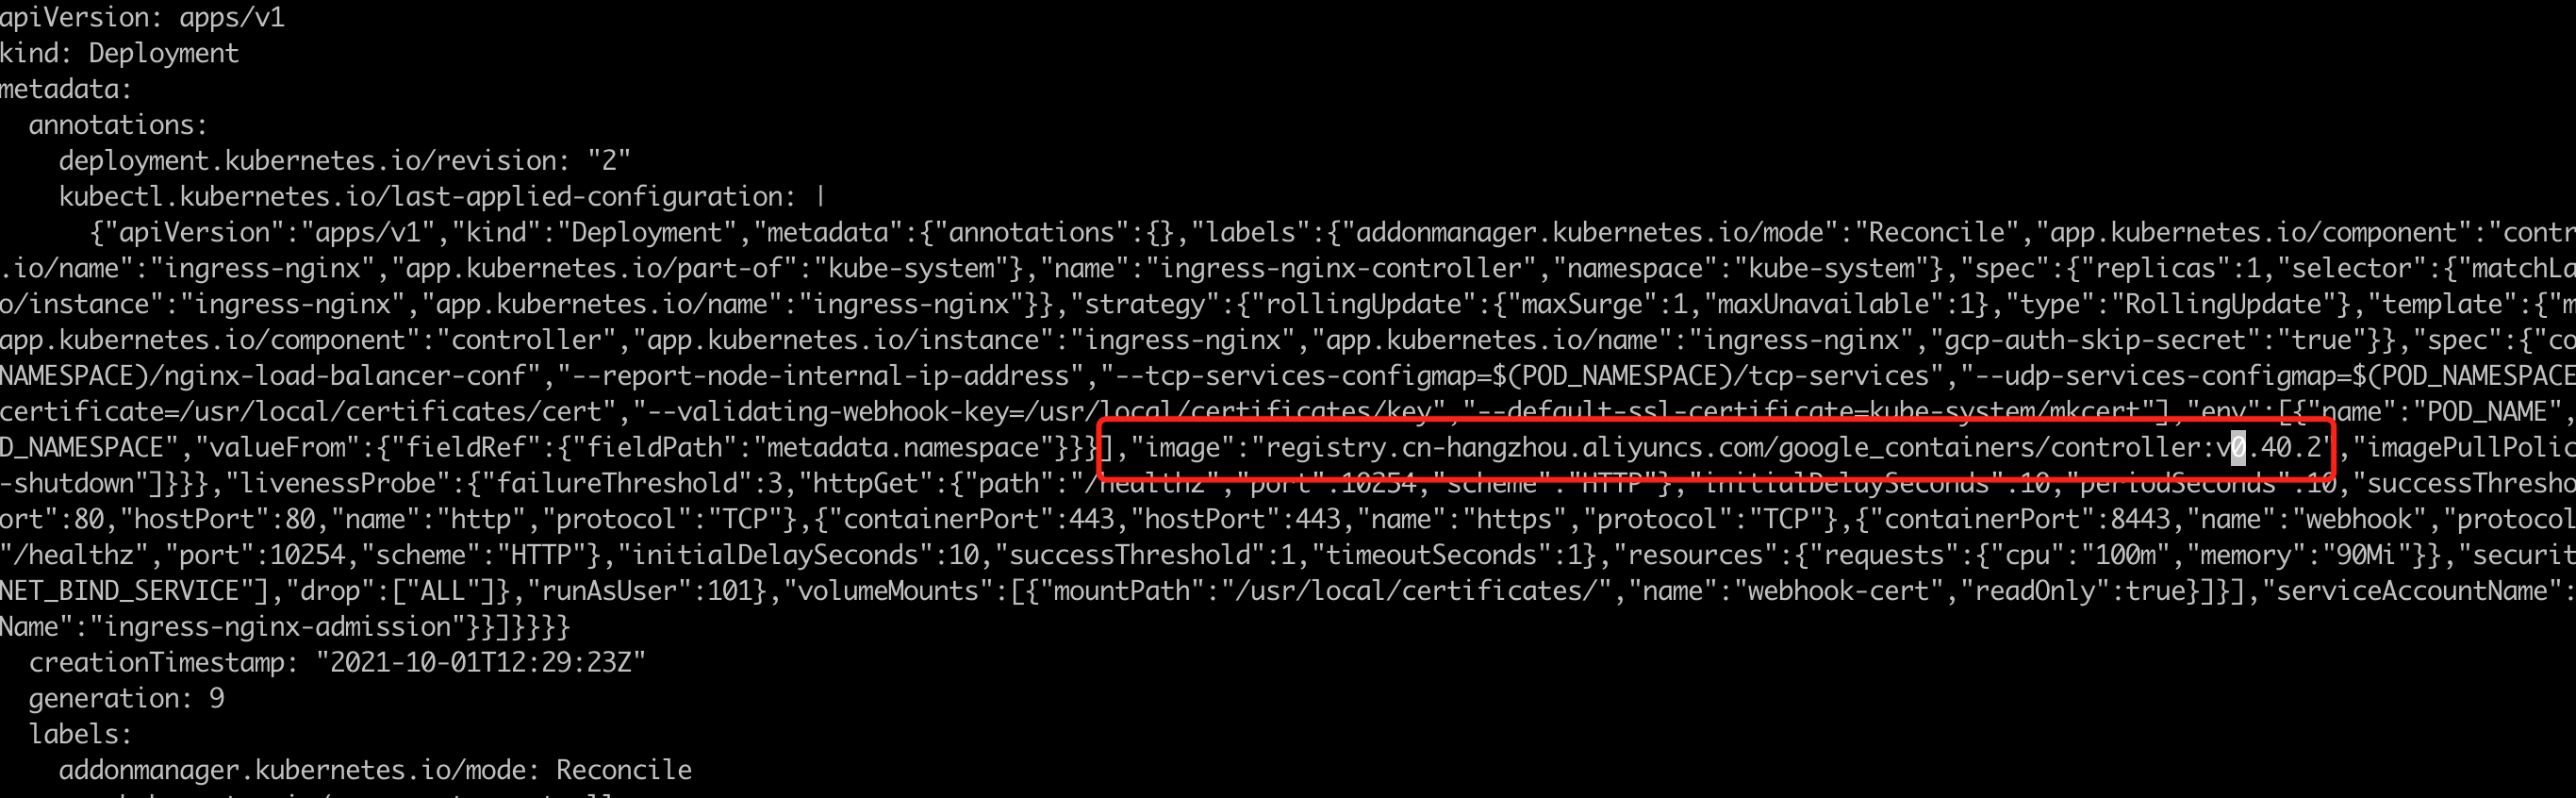 apiVersion: apps/v1
kind: Deployment
metadata:
  annotations:
    deployment.kubernetes.io/revision: "2"
    kubectl.kubernetes.io/last-applied-configuration: |
      {"apiVersion":"apps/v1","kind":"Deployment","metadata":{"annotations":{},"labels":{"addonmanager.kubernetes.io/mode":"Reconcile","app.kubernetes.io/component":"contr
.io/name":"ingress-nginx","app.kubernetes.io/part-of":"kube-system"},"name":"ingress-nginx-controller","namespace":"kube-system"},"spec":{"replicas":1,"selector":{"matchLa
o/instance":"ingress-nginx","app.kubernetes.io/name":"ingress-nginx"}},"strategy":{"rollingUpdate":{"maxSurge":1,"maxUnavailable":1},"type":"RollingUpdate"},"template":{"m
app.kubernetes.io/component":"controller","app.kubernetes.io/instance":"ingress-nginx","app.kubernetes.io/name":"ingress-nginx","gcp-auth-skip-secret":"true"}},"spec":{"co
NAMESPACE)/nginx-load-balancer-conf","--report-node-internal-ip-address","--tcp-services-configmap=$(POD_NAMESPACE)/tcp-services","--udp-services-configmap=$(POD_NAMESPACE
certificate=/usr/local/certificates/cert","--validating-webhook-key=/usr/local/certificates/key","--default-ssl-certificate=kube-system/mkcert"],"env":[{"name":"POD_NAME",
D_NAMESPACE","valueFrom":{"fieldRef":{"fieldPath":"metadata.namespace"}}}],"image":"registry.cn-hangzhou.aliyuncs.com/google_containers/controller:v0.40.2","imagePullPolic
-shutdown"]}}},"livenessProbe":{"failureThreshold":3,"httpGet":{"path":"/healthz","port":10254,"scheme":"HTTP"},"initialDelaySeconds":10,"periodSeconds":10,"successThresho
ort":80,"hostPort":80,"name":"http","protocol":"TCP"},{"containerPort":443,"hostPort":443,"name":"https","protocol":"TCP"},{"containerPort":8443,"name":"webhook","protocol
"/healthz","port":10254,"scheme":"HTTP"},"initialDelaySeconds":10,"successThreshold":1,"timeoutSeconds":1},"resources":{"requests":{"cpu":"100m","memory":"90Mi"}},"securit
NET_BIND_SERVICE"],"drop":["ALL"]},"runAsUser":101},"volumeMounts":[{"mountPath":"/usr/local/certificates/","name":"webhook-cert","readOnly":true}]}],"serviceAccountName":
Name":"ingress-nginx-admission"}}]}}}}
  creationTimestamp: "2021-10-01T12:29:23Z"
  generation: 9
  labels:
    addonmanager.kubernetes.io/mode: Reconcile